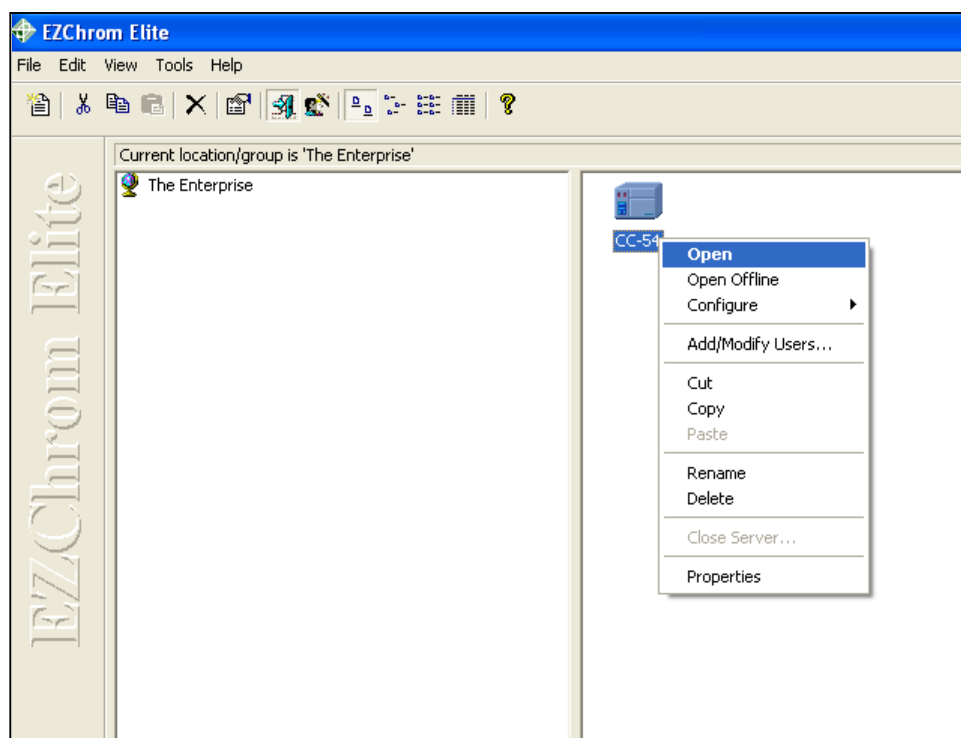 EZChrom Elite
File Edit View Tools Help
Current location/group is 'The Enterprise'
EZChrom Elite
The Enterprise
CC-54
Open
Open Offline
Configure
Add/Modify Users...
Cut
Copy
Paste
Rename
Delete
Close Server...
Properties